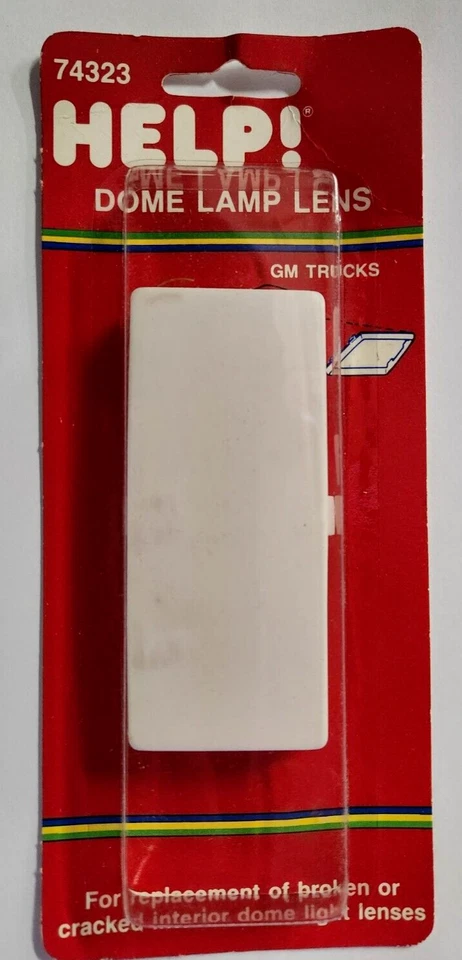 74323
HELP!®
DOME LAMP LENS
GM TRUCKS
For replacement of broken or
cracked interior dome light lenses